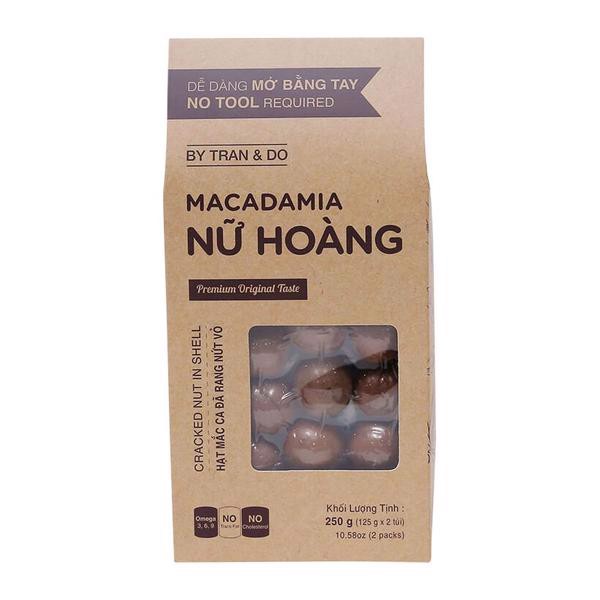 DỄ DÀNG MỞ BẰNG TAY
NO TOOL REQUIRED
BY TRAN & DO
MACADAMIA
NỮ HOÀNG
Premium Original Taste
CRACKED NUT IN SHELL
HẠT MẮC CA ĐÃ RANG NỨT VỎ
Omega
3, 6, 9
NO
Trans Fat
NO
Cholesterol
Khối Lượng Tịnh :
250 g (125 g x 2 túi)
10.58oz (2 packs)